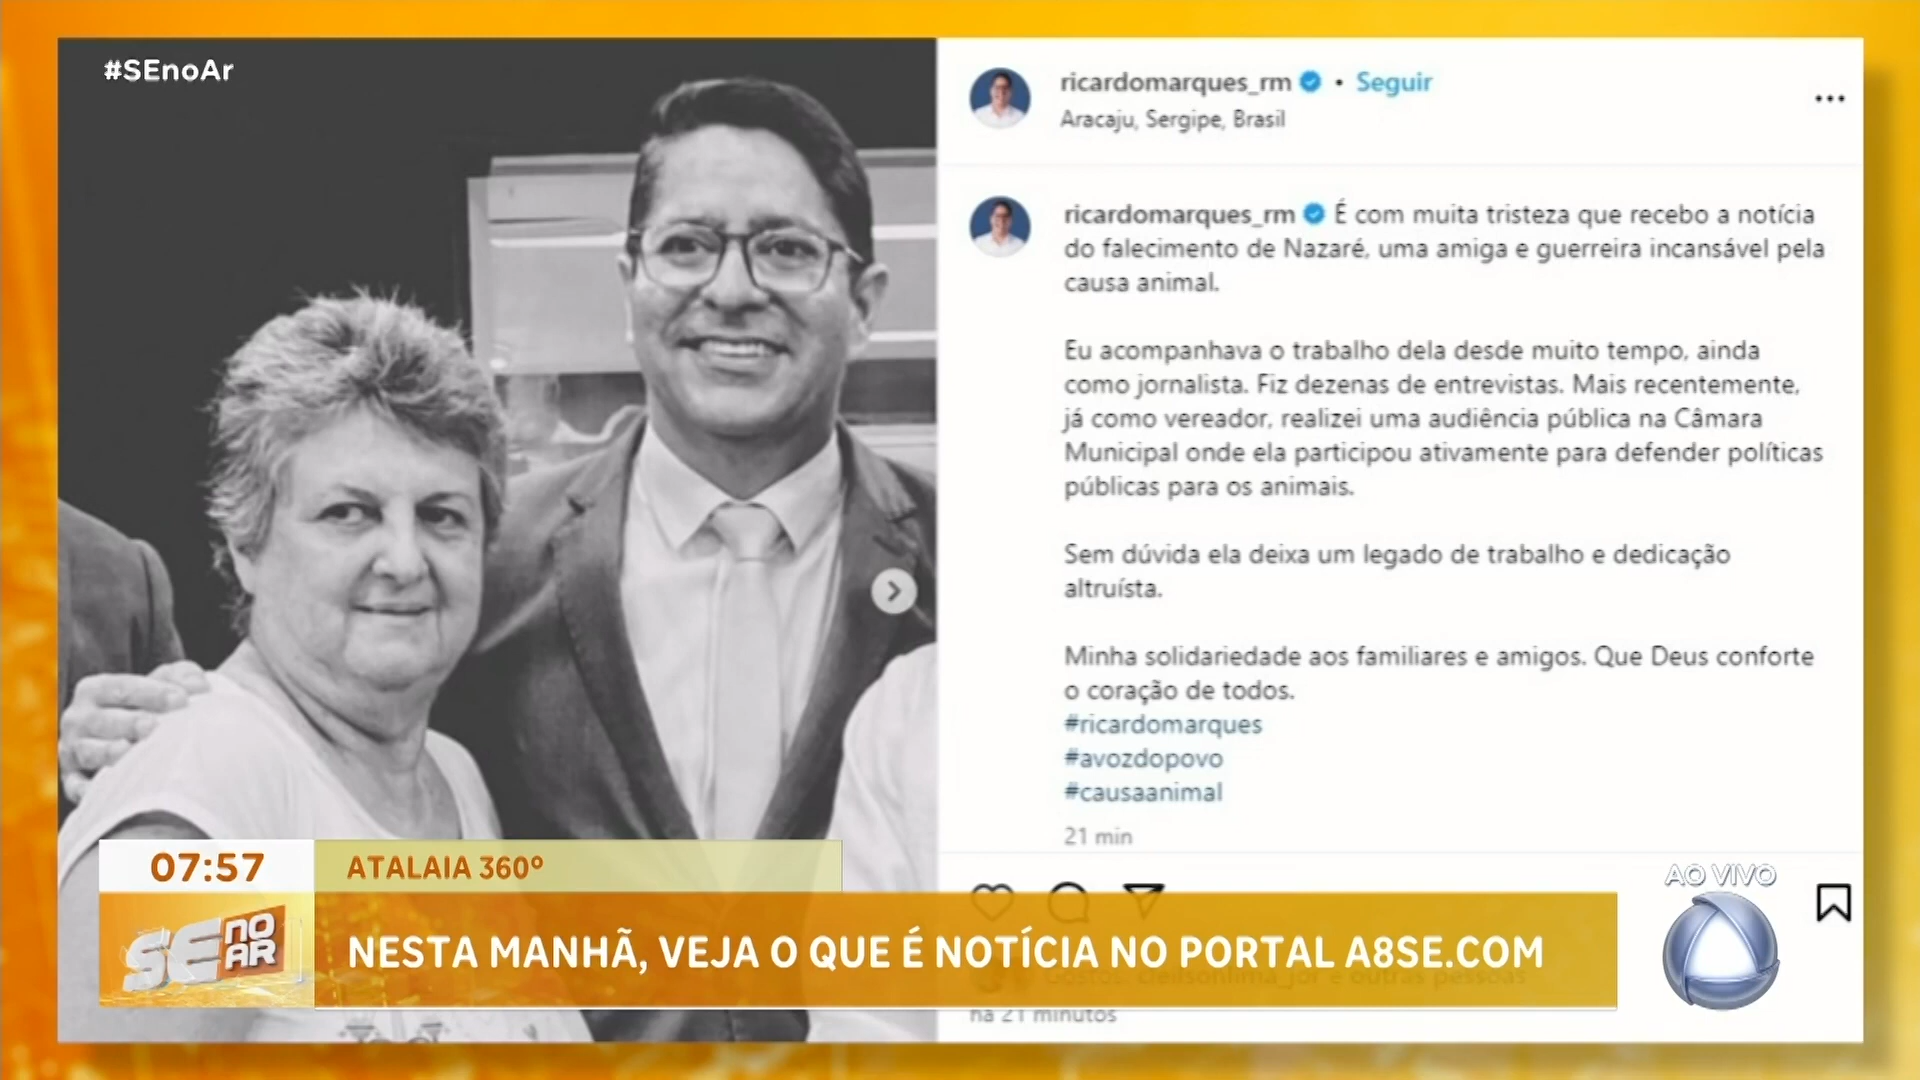 #SEnoAr
ricardomarques_rm • Seguir
Aracaju, Sergipe, Brasil
ricardomarques_rm É com muita tristeza que recebo a notícia
do falecimento de Nazaré, uma amiga e guerreira incansável pela
causa animal.
Eu acompanhava o trabalho dela desde muito tempo, ainda
como jornalista. Fiz dezenas de entrevistas. Mais recentemente,
já como vereador, realizei uma audiência pública na Câmara
Municipal onde ela participou ativamente para defender políticas
públicas para os animais.
Sem dúvida ela deixa um legado de trabalho e dedicação
altruísta.
Minha solidariedade aos familiares e amigos. Que Deus conforte
o coração de todos.
#ricardomarques
#avozdopovo
#causaanimal
21 min
Gostos: cleilsonlima_jor e outras pessoas
há 21 minutos
07:57
ATALAIA 360º
SE NO AR
NESTA MANHÃ, VEJA O QUE É NOTÍCIA NO PORTAL A8SE.COM
AO VIVO